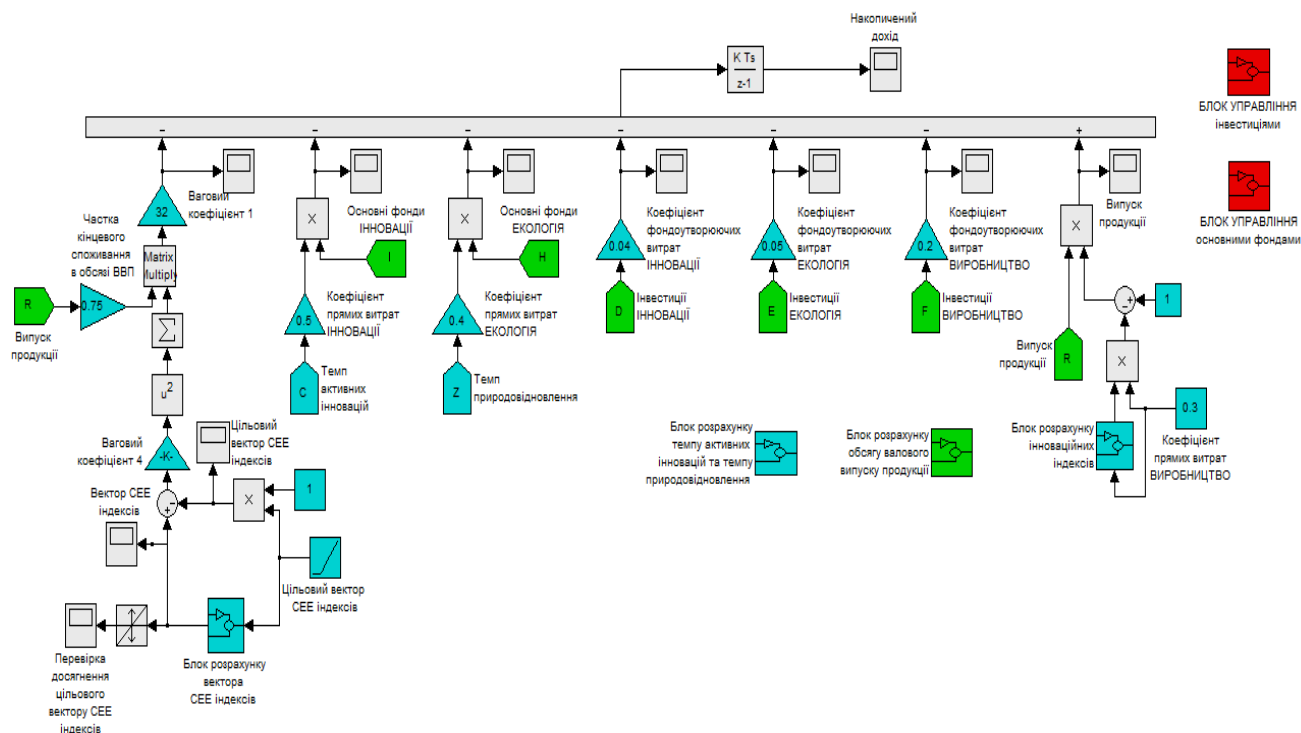 Накопичений
дохід
K Ts
z-1
БЛОК УПРАВЛІННЯ
інвестиціями
БЛОК УПРАВЛІННЯ
основними фондами
32
Ваговий
коефіцієнт 1
Частка
кінцевого
споживання
в обсязі ВВП
Matrix
Multiply
R
0.75
Випуск
продукції
Σ
u²
Ваговий
коефіцієнт 4
-K-
Вектор СЕЕ
індексів
Цільовий
вектор СЕЕ
індексів
X
1
Цільовий вектор
СЕЕ індексів
Перевірка
досягнення
цільового
вектору СЕЕ
індексів
Блок розрахунку
вектора
СЕЕ індексів
X
Основні фонди
ІННОВАЦІЇ
I
0.5
Коефіцієнт
прямих витрат
ІННОВАЦІЇ
C
Темп
активних
інновацій
X
Основні фонди
ЕКОЛОГІЯ
H
0.4
Коефіцієнт
прямих витрат
ЕКОЛОГІЯ
Z
Темп
природовідновлення
0.04
Коефіцієнт
фондоутворюючих
витрат
ІННОВАЦІЇ
D
Інвестиції
ІННОВАЦІЇ
0.05
Коефіцієнт
фондоутворюючих
витрат
ЕКОЛОГІЯ
E
Інвестиції
ЕКОЛОГІЯ
0.2
Коефіцієнт
фондоутворюючих
витрат
ВИРОБНИЦТВО
F
Інвестиції
ВИРОБНИЦТВО
X
Випуск
продукції
1
Випуск
продукції
R
X
0.3
Коефіцієнт
прямих витрат
ВИРОБНИЦТВО
Блок розрахунку
інноваційних
індексів
Блок розрахунку
темпу активних
інновацій та темпу
природовідновлення
Блок розрахунку
обсягу валового
випуску продукції